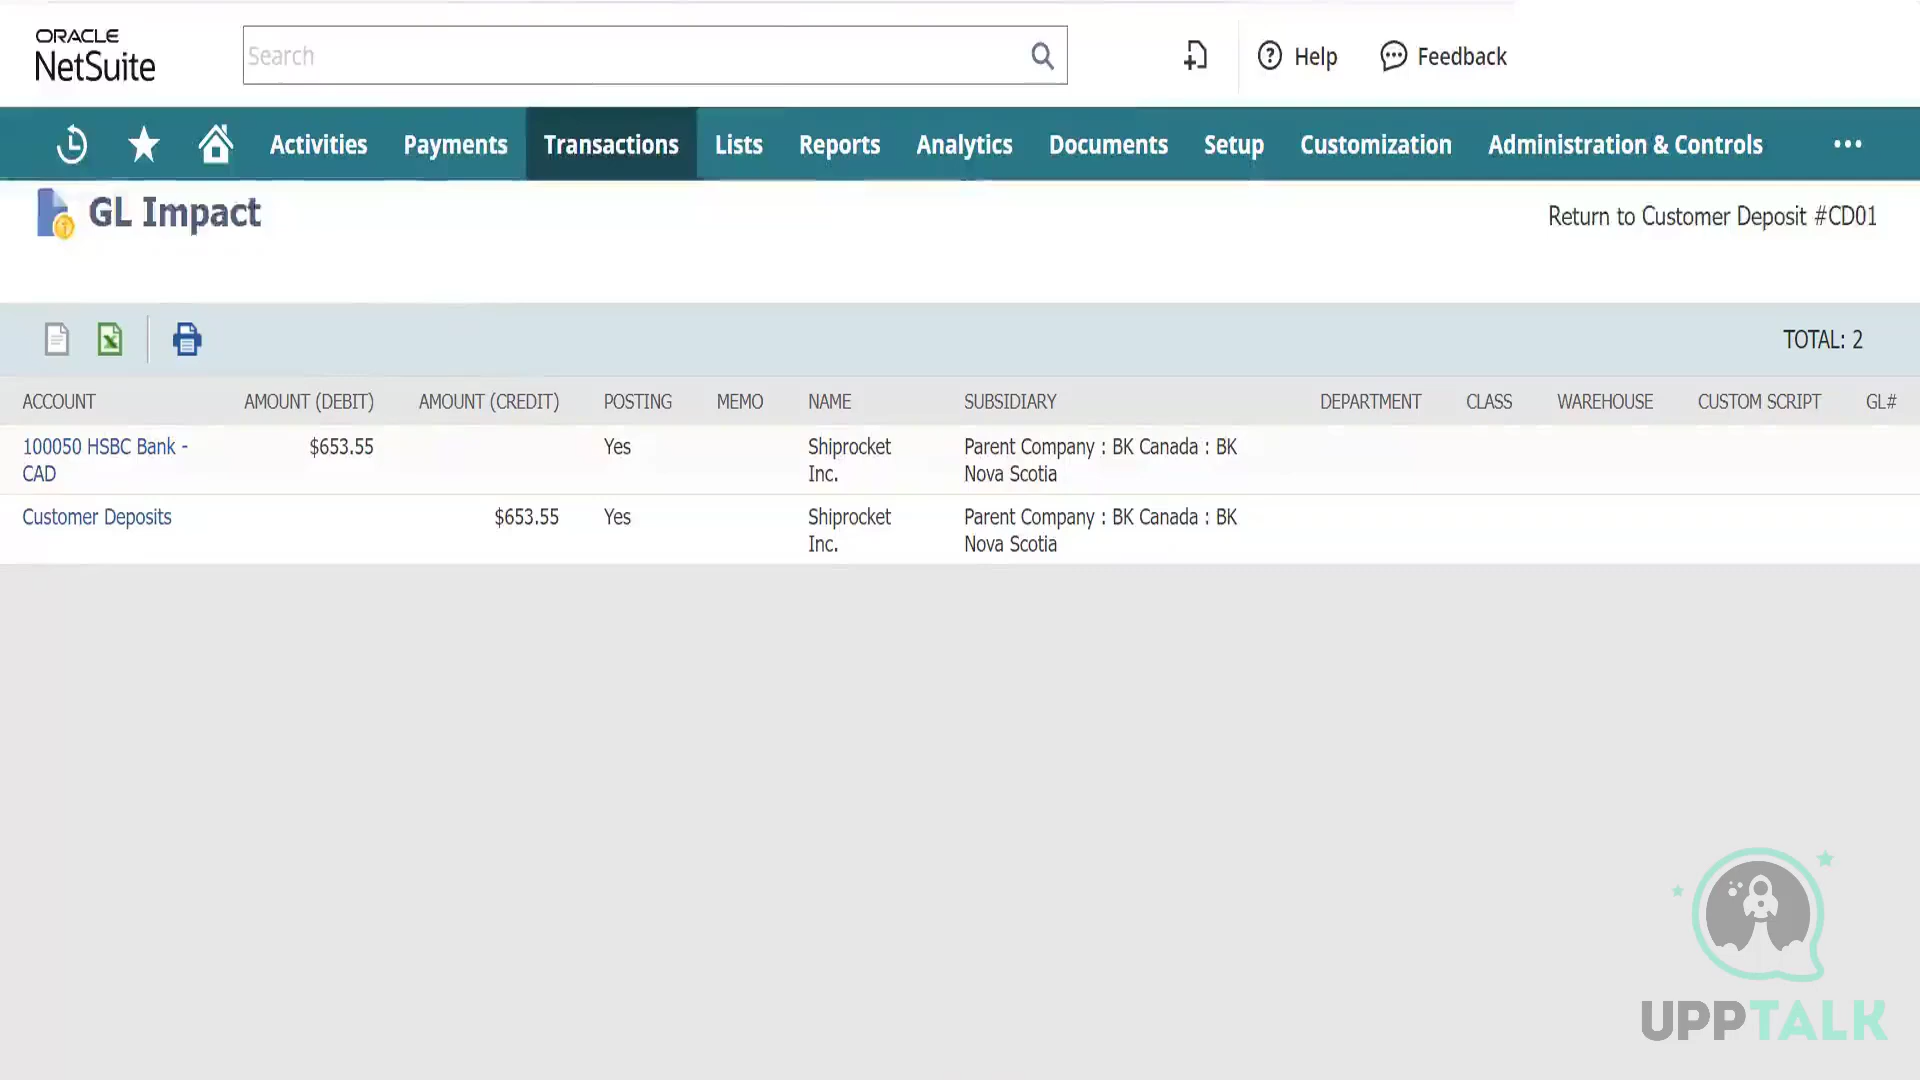 ORACLE
NetSuite
Search
Help
Feedback
Activities Payments Transactions Lists Reports Analytics Documents Setup Customization Administration & Controls
GL Impact
Return to Customer Deposit #CD01
TOTAL: 2
ACCOUNT AMOUNT (DEBIT) AMOUNT (CREDIT) POSTING MEMO NAME SUBSIDIARY DEPARTMENT CLASS WAREHOUSE CUSTOM SCRIPT GL#
100050 HSBC Bank - $653.55 Yes Shiprocket Parent Company : BK Canada : BK
CAD Inc. Nova Scotia
Customer Deposits $653.55 Yes Shiprocket Parent Company : BK Canada : BK
Inc. Nova Scotia
UPPTALK